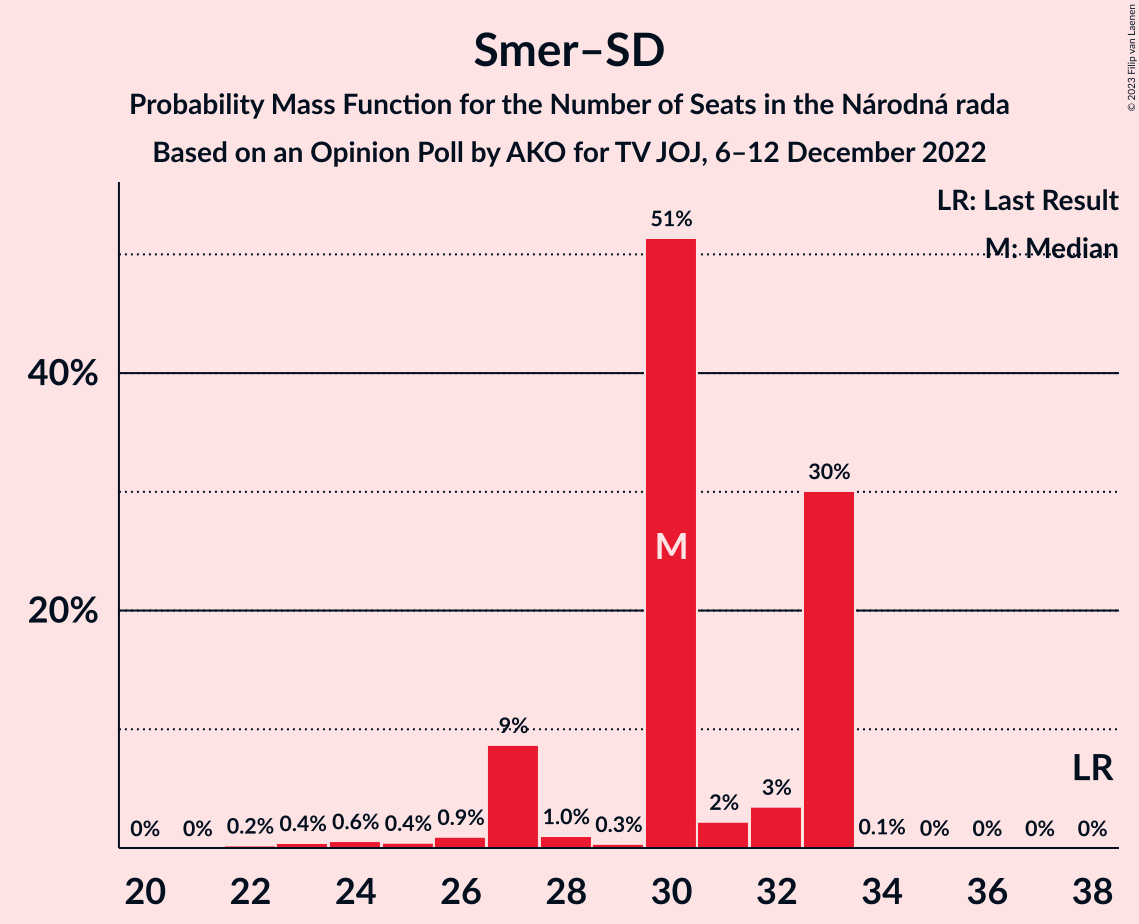 Smer–SD
Probability Mass Function for the Number of Seats in the Národná rada
Based on an Opinion Poll by AKO for TV JOJ, 6–12 December 2022
© 2023 Filip van Laenen
LR: Last Result
M: Median
40%
20%
0% 0% 0.2% 0.4% 0.6% 0.4% 0.9% 9% 1.0% 0.3% 51% 2% 3% 30% 0.1% 0% 0% 0% 0%
M
LR
20 22 24 26 28 30 32 34 36 38